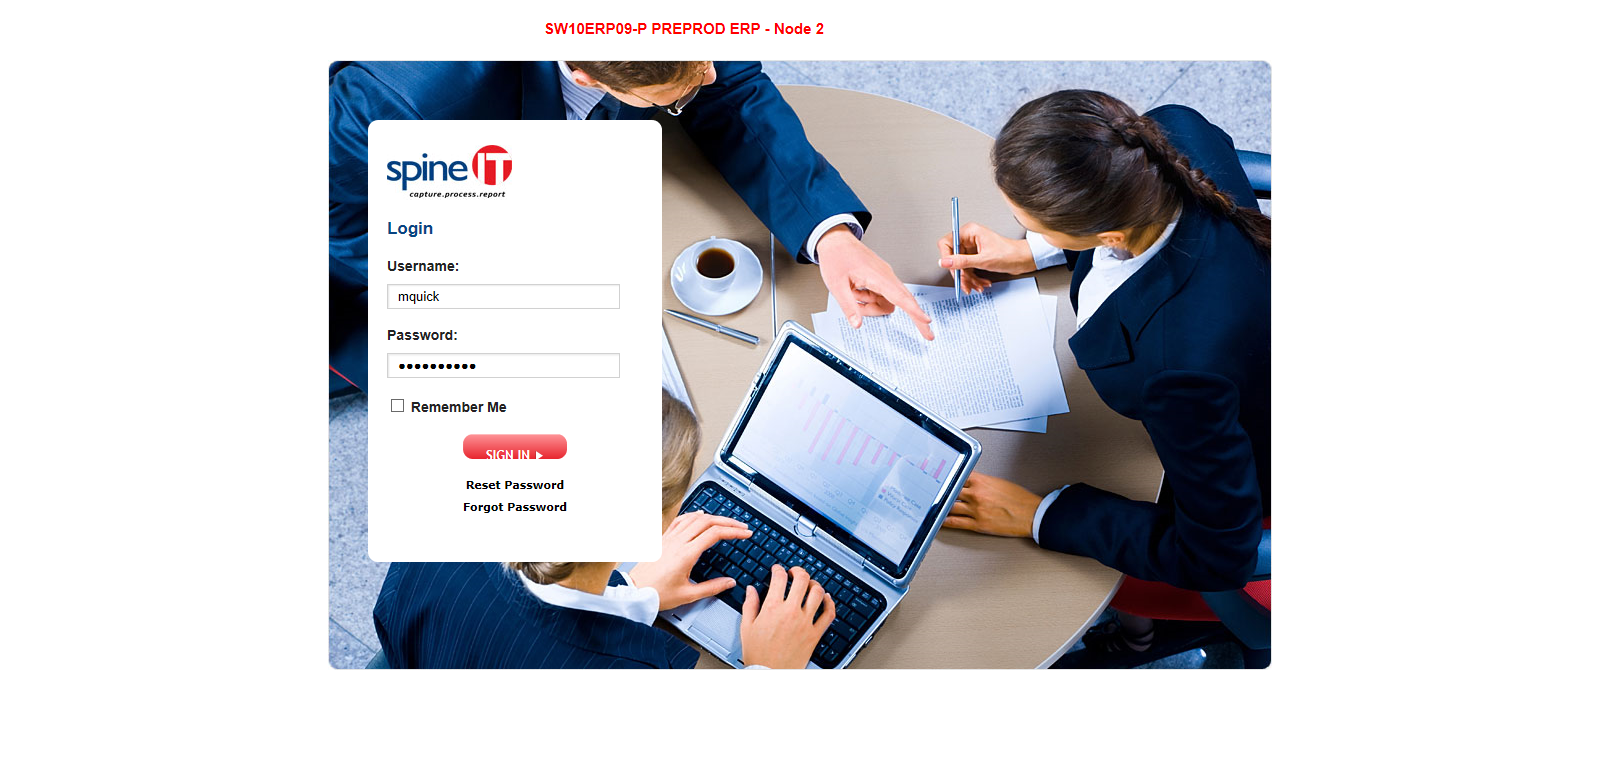 SW10ERP09-P PREPROD ERP - Node 2
spine IT
capture.process.report
Login
Username:
mquick
Password:
••••••••••
Remember Me
SIGN IN
Reset Password
Forgot Password